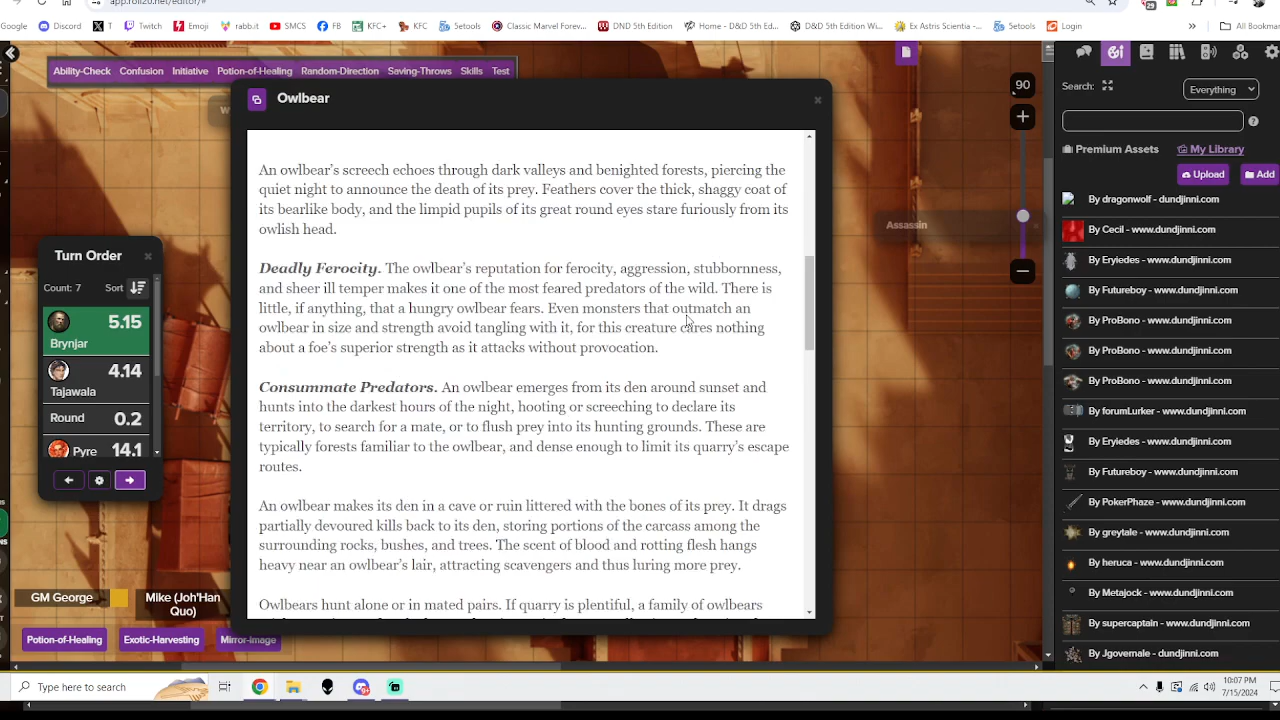 app.roll20.net/editor/#
Google
Discord
X T
Twitch
Emoji
rabb.it
SMCS
FB
KFC+
KFC
5etools
Classic Marvel Forev...
DND 5th Edition
Home - D&D 5th Ed...
D&D 5th Edition Wi...
Ex Astris Scientia -...
5etools
Login
»
All Bookmar
Ability-Check
Confusion
Initiative
Potion-of-Healing
Random-Direction
Saving-Throws
Skills
Test
Owlbear
An owlbear's screech echoes through dark valleys and benighted forests, piercing the
quiet night to announce the death of its prey. Feathers cover the thick, shaggy coat of
its bearlike body, and the limpid pupils of its great round eyes stare furiously from its
owlish head.
Deadly Ferocity. The owlbear's reputation for ferocity, aggression, stubbornness,
and sheer ill temper makes it one of the most feared predators of the wild. There is
little, if anything, that a hungry owlbear fears. Even monsters that outmatch an
owlbear in size and strength avoid tangling with it, for this creature cares nothing
about a foe's superior strength as it attacks without provocation.
Consummate Predators. An owlbear emerges from its den around sunset and
hunts into the darkest hours of the night, hooting or screeching to declare its
territory, to search for a mate, or to flush prey into its hunting grounds. These are
typically forests familiar to the owlbear, and dense enough to limit its quarry's escape
routes.
An owlbear makes its den in a cave or ruin littered with the bones of its prey. It drags
partially devoured kills back to its den, storing portions of the carcass among the
surrounding rocks, bushes, and trees. The scent of blood and rotting flesh hangs
heavy near an owlbear's lair, attracting scavengers and thus luring more prey.
Owlbears hunt alone or in mated pairs. If quarry is plentiful, a family of owlbears
Turn Order
Count: 7
Sort
5.15
Brynjar
4.14
Tajawala
Round 0.2
Pyre 14.1
GM George
Mike (Joh'Han
Quo)
Potion-of-Healing
Exotic-Harvesting
Mirror-Image
Assassin
90
Search:
Everything
Premium Assets
My Library
Upload
Add
By dragonwolf - dundjinni.com
By Cecil - www.dundjinni.com
By Eryiedes - www.dundjinni.com
By Futureboy - www.dundjinni.com
By ProBono - www.dundjinni.com
By ProBono - www.dundjinni.com
By ProBono - www.dundjinni.com
By forumLurker - www.dundjinni.com
By Eryiedes - www.dundjinni.com
By Futureboy - www.dundjinni.com
By PokerPhaze - www.dundjinni.com
By greytale - www.dundjinni.com
By heruca - www.dundjinni.com
By Metajock - www.dundjinni.com
By supercaptain - www.dundjinni.com
By Jgovernale - dundjinni.com
Type here to search
10:07 PM
7/15/2024